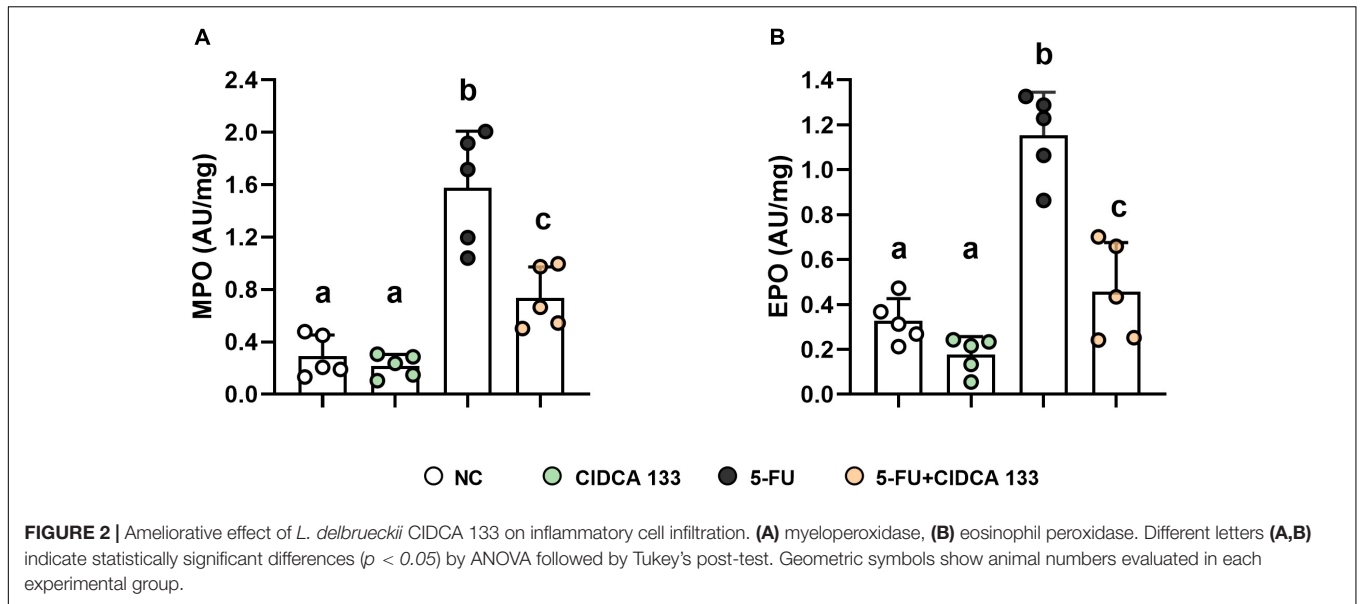 A
MPO (AU/mg)
2.4
2.0
1.6
1.2
0.8
0.4
0.0
a
a
b
c
B
EPO (AU/mg)
1.4
1.2
1.0
0.8
0.6
0.4
0.2
0.0
a
a
b
c
NC CIDCA 133 5-FU 5-FU+CIDCA 133
FIGURE 2 | Ameliorative effect of L. delbrueckii CIDCA 133 on inflammatory cell infiltration. (A) myeloperoxidase, (B) eosinophil peroxidase. Different letters (A,B)
indicate statistically significant differences (p < 0.05) by ANOVA followed by Tukey's post-test. Geometric symbols show animal numbers evaluated in each
experimental group.